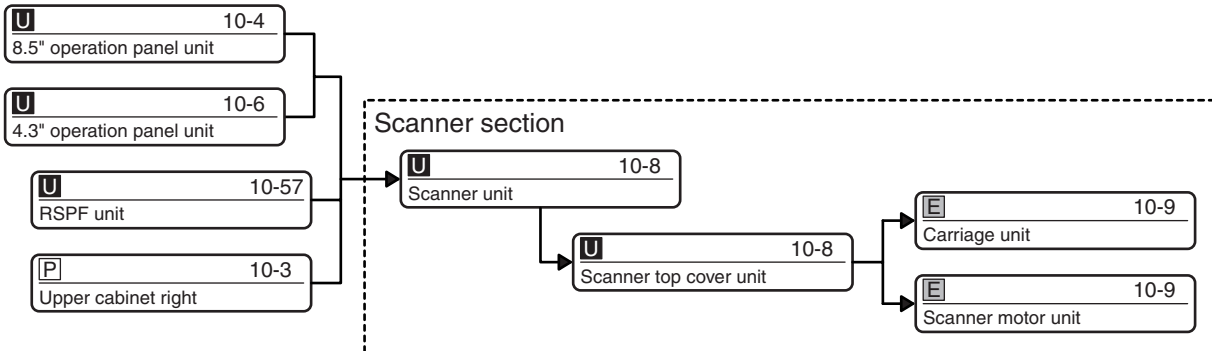 U 10-4
8.5" operation panel unit
U 10-6
4.3" operation panel unit
U 10-57
RSPF unit
P 10-3
Upper cabinet right
Scanner section
U 10-8
Scanner unit
U 10-8
Scanner top cover unit
E 10-9
Carriage unit
E 10-9
Scanner motor unit